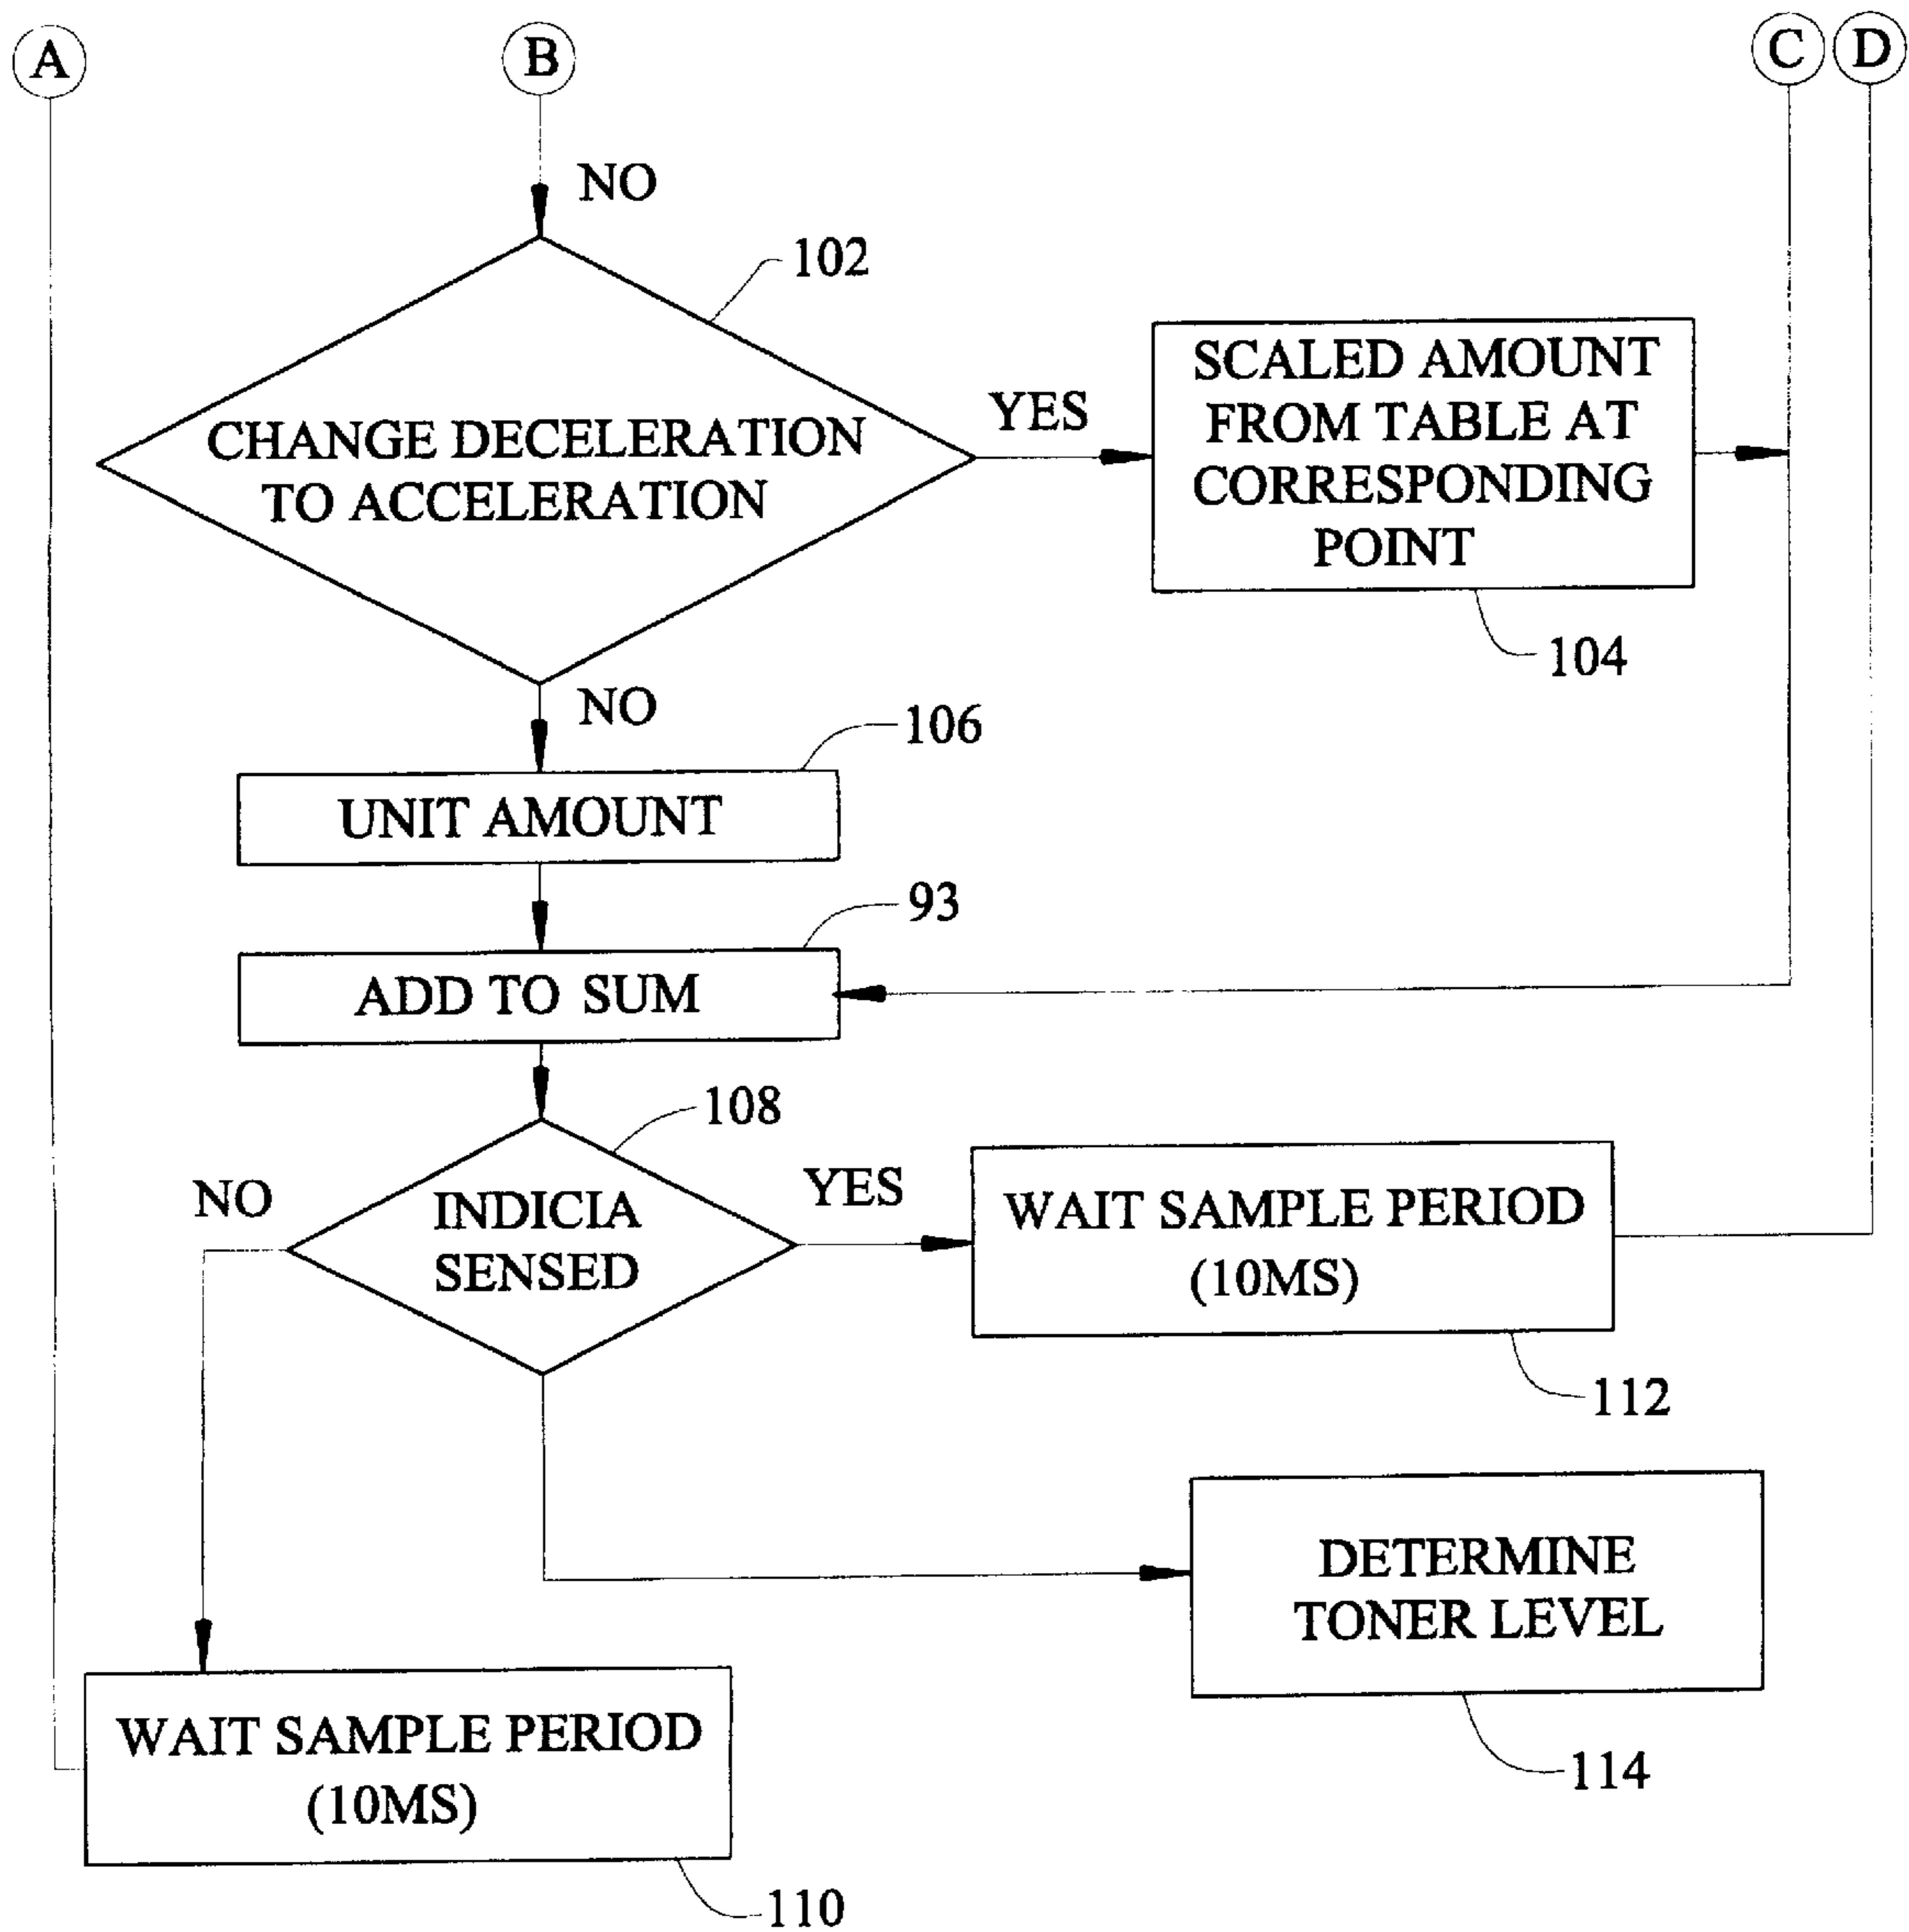 A
B
C
D
NO
102
CHANGE DECELERATION
TO ACCELERATION
YES
SCALED AMOUNT
FROM TABLE AT
CORRESPONDING
POINT
104
NO
106
UNIT AMOUNT
93
ADD TO SUM
108
NO
INDICIA
SENSED
YES
WAIT SAMPLE PERIOD
(10MS)
112
DETERMINE
TONER LEVEL
114
WAIT SAMPLE PERIOD
(10MS)
110